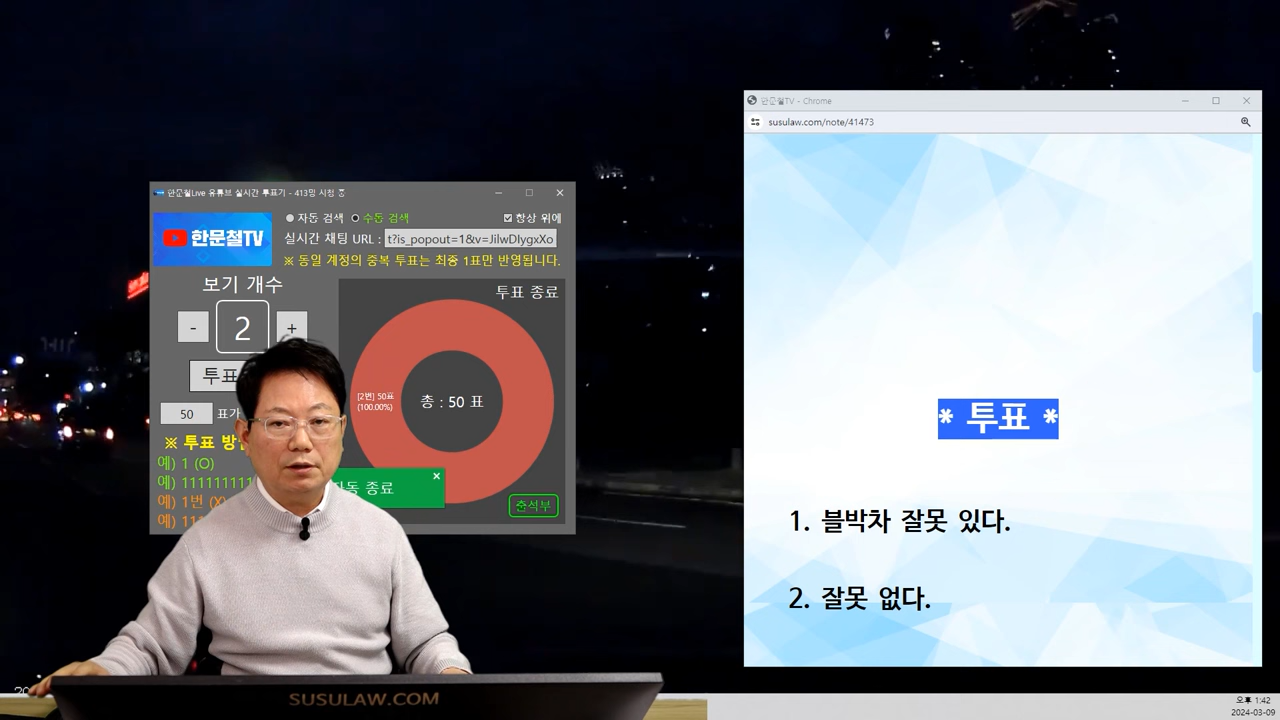 한문철TV - Chrome
susulaw.com/note/41473
한문철Live 유튜브 실시간 투표기 - 413명 시청 중
자동 검색 수동 검색 항상 위에
한문철TV
실시간 채팅 URL : t?is_popout=1&v=JilwDIygxXo
※ 동일 계정의 중복 투표는 최종 1표만 반영됩니다.
보기 개수
투표 종료
- 2 +
투표
[2번] 50표
(100.00%)
총 : 50 표
50 표가
※ 투표 방법
예) 1 (O)
예) 111111111
예) 1번 (X)
예) 11
자동 종료
출석부
* 투표 *
1. 블박차 잘못 있다.
2. 잘못 없다.
SUSULAW.COM
20
오후 1:42
2024-03-09